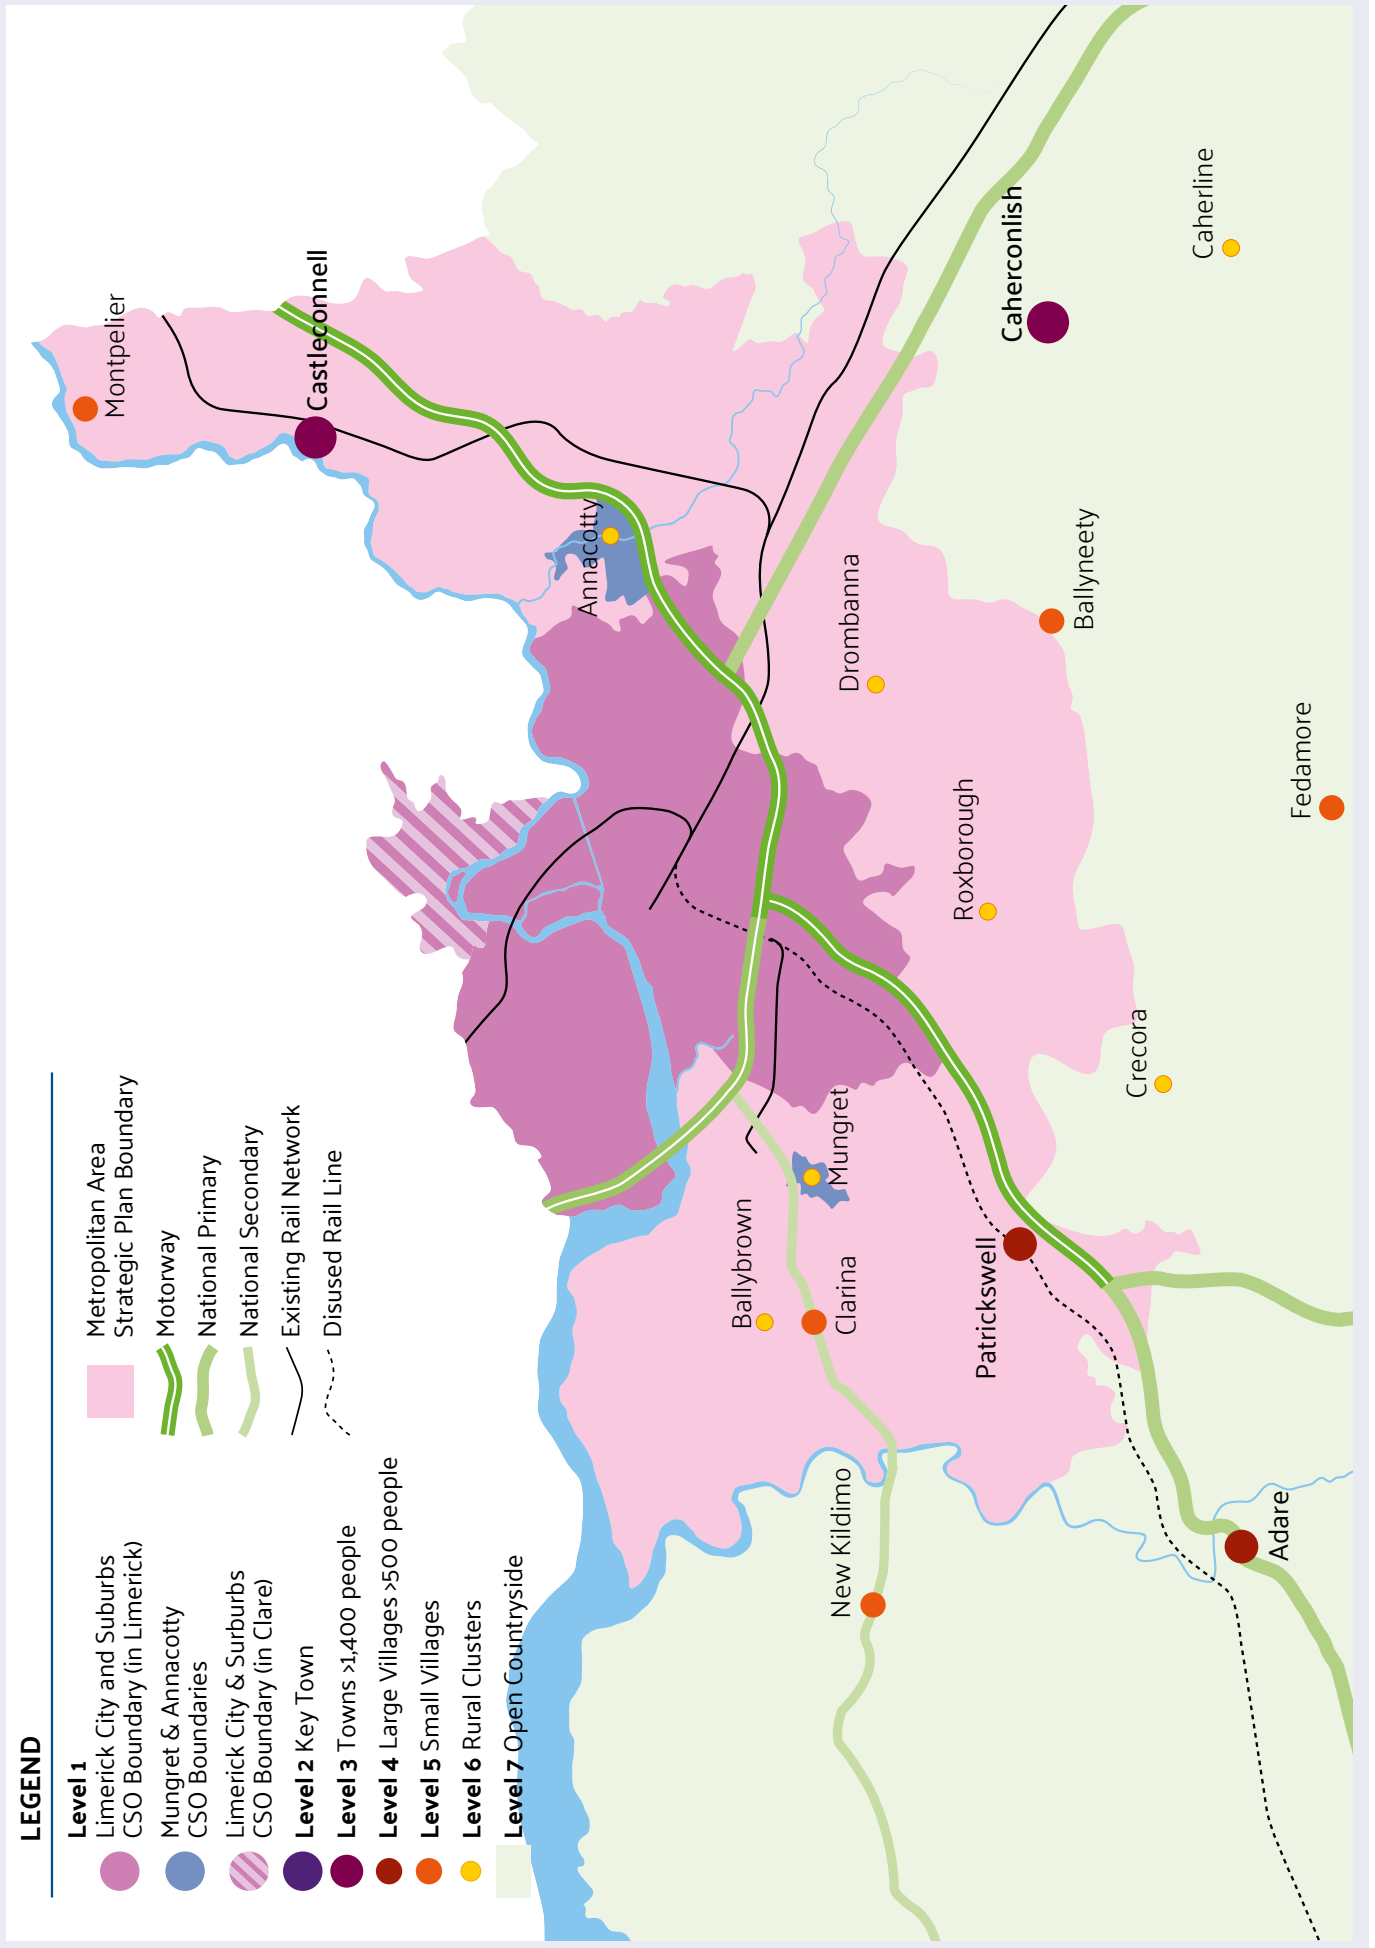 LEGEND
Level 1
Limerick City and Suburbs
CSO Boundary (in Limerick)
Mungret & Annacotty
CSO Boundaries
Limerick City & Surburbs
CSO Boundary (in Clare)
Level 2 Key Town
Level 3 Towns >1,400 people
Level 4 Large Villages >500 people
Level 5 Small Villages
Level 6 Rural Clusters
Level 7 Open Countryside
Metropolitan Area
Strategic Plan Boundary
Motorway
National Primary
National Secondary
Existing Rail Network
Disused Rail Line
Montpelier
Castleconnell
Annacotty
Caherconlish
Caherline
Drombanna
Ballyneety
Roxborough
Fedamore
Crecora
Mungret
Ballybrown
Clarina
Patrickswell
New Kildimo
Adare